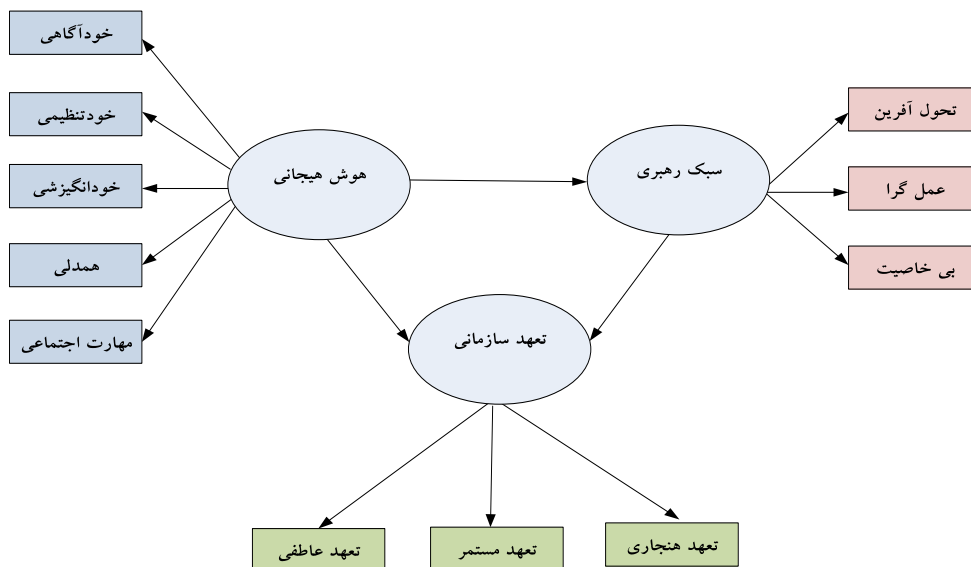 خودآگاهی
خودتنظیمی
خودانگیزشی
همدلی
مهارت اجتماعی
هوش هیجانی
سبک رهبری
تحول آفرین
عمل گرا
بی خاصیت
تعهد سازمانی
تعهد عاطفی
تعهد مستمر
تعهد هنجاری